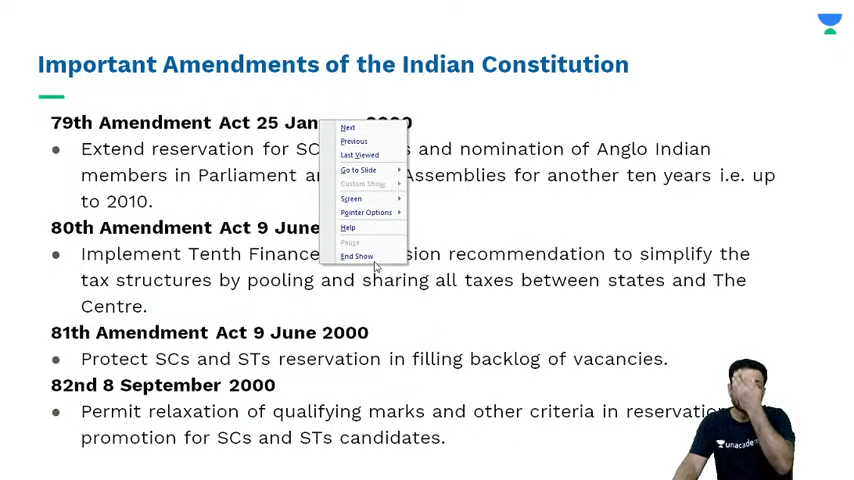 Important Amendments of the Indian Constitution
79th Amendment Act 25 Jan 2000
● Extend reservation for SC and nomination of Anglo Indian
members in Parliament Assemblies for another ten years i.e. up
to 2010.
80th Amendment Act 9 June
● Implement Tenth Finance recommendation to simplify the
tax structures by pooling and sharing all taxes between states and The
Centre.
81th Amendment Act 9 June 2000
● Protect SCs and STs reservation in filling backlog of vacancies.
82nd 8 September 2000
● Permit relaxation of qualifying marks and other criteria in
promotion for SCs and STs candidates.
Next
Previous
Last Viewed
Go to Slide
Custom Show
Screen
Pointer Options
Help
Pause
End Show
unacademy